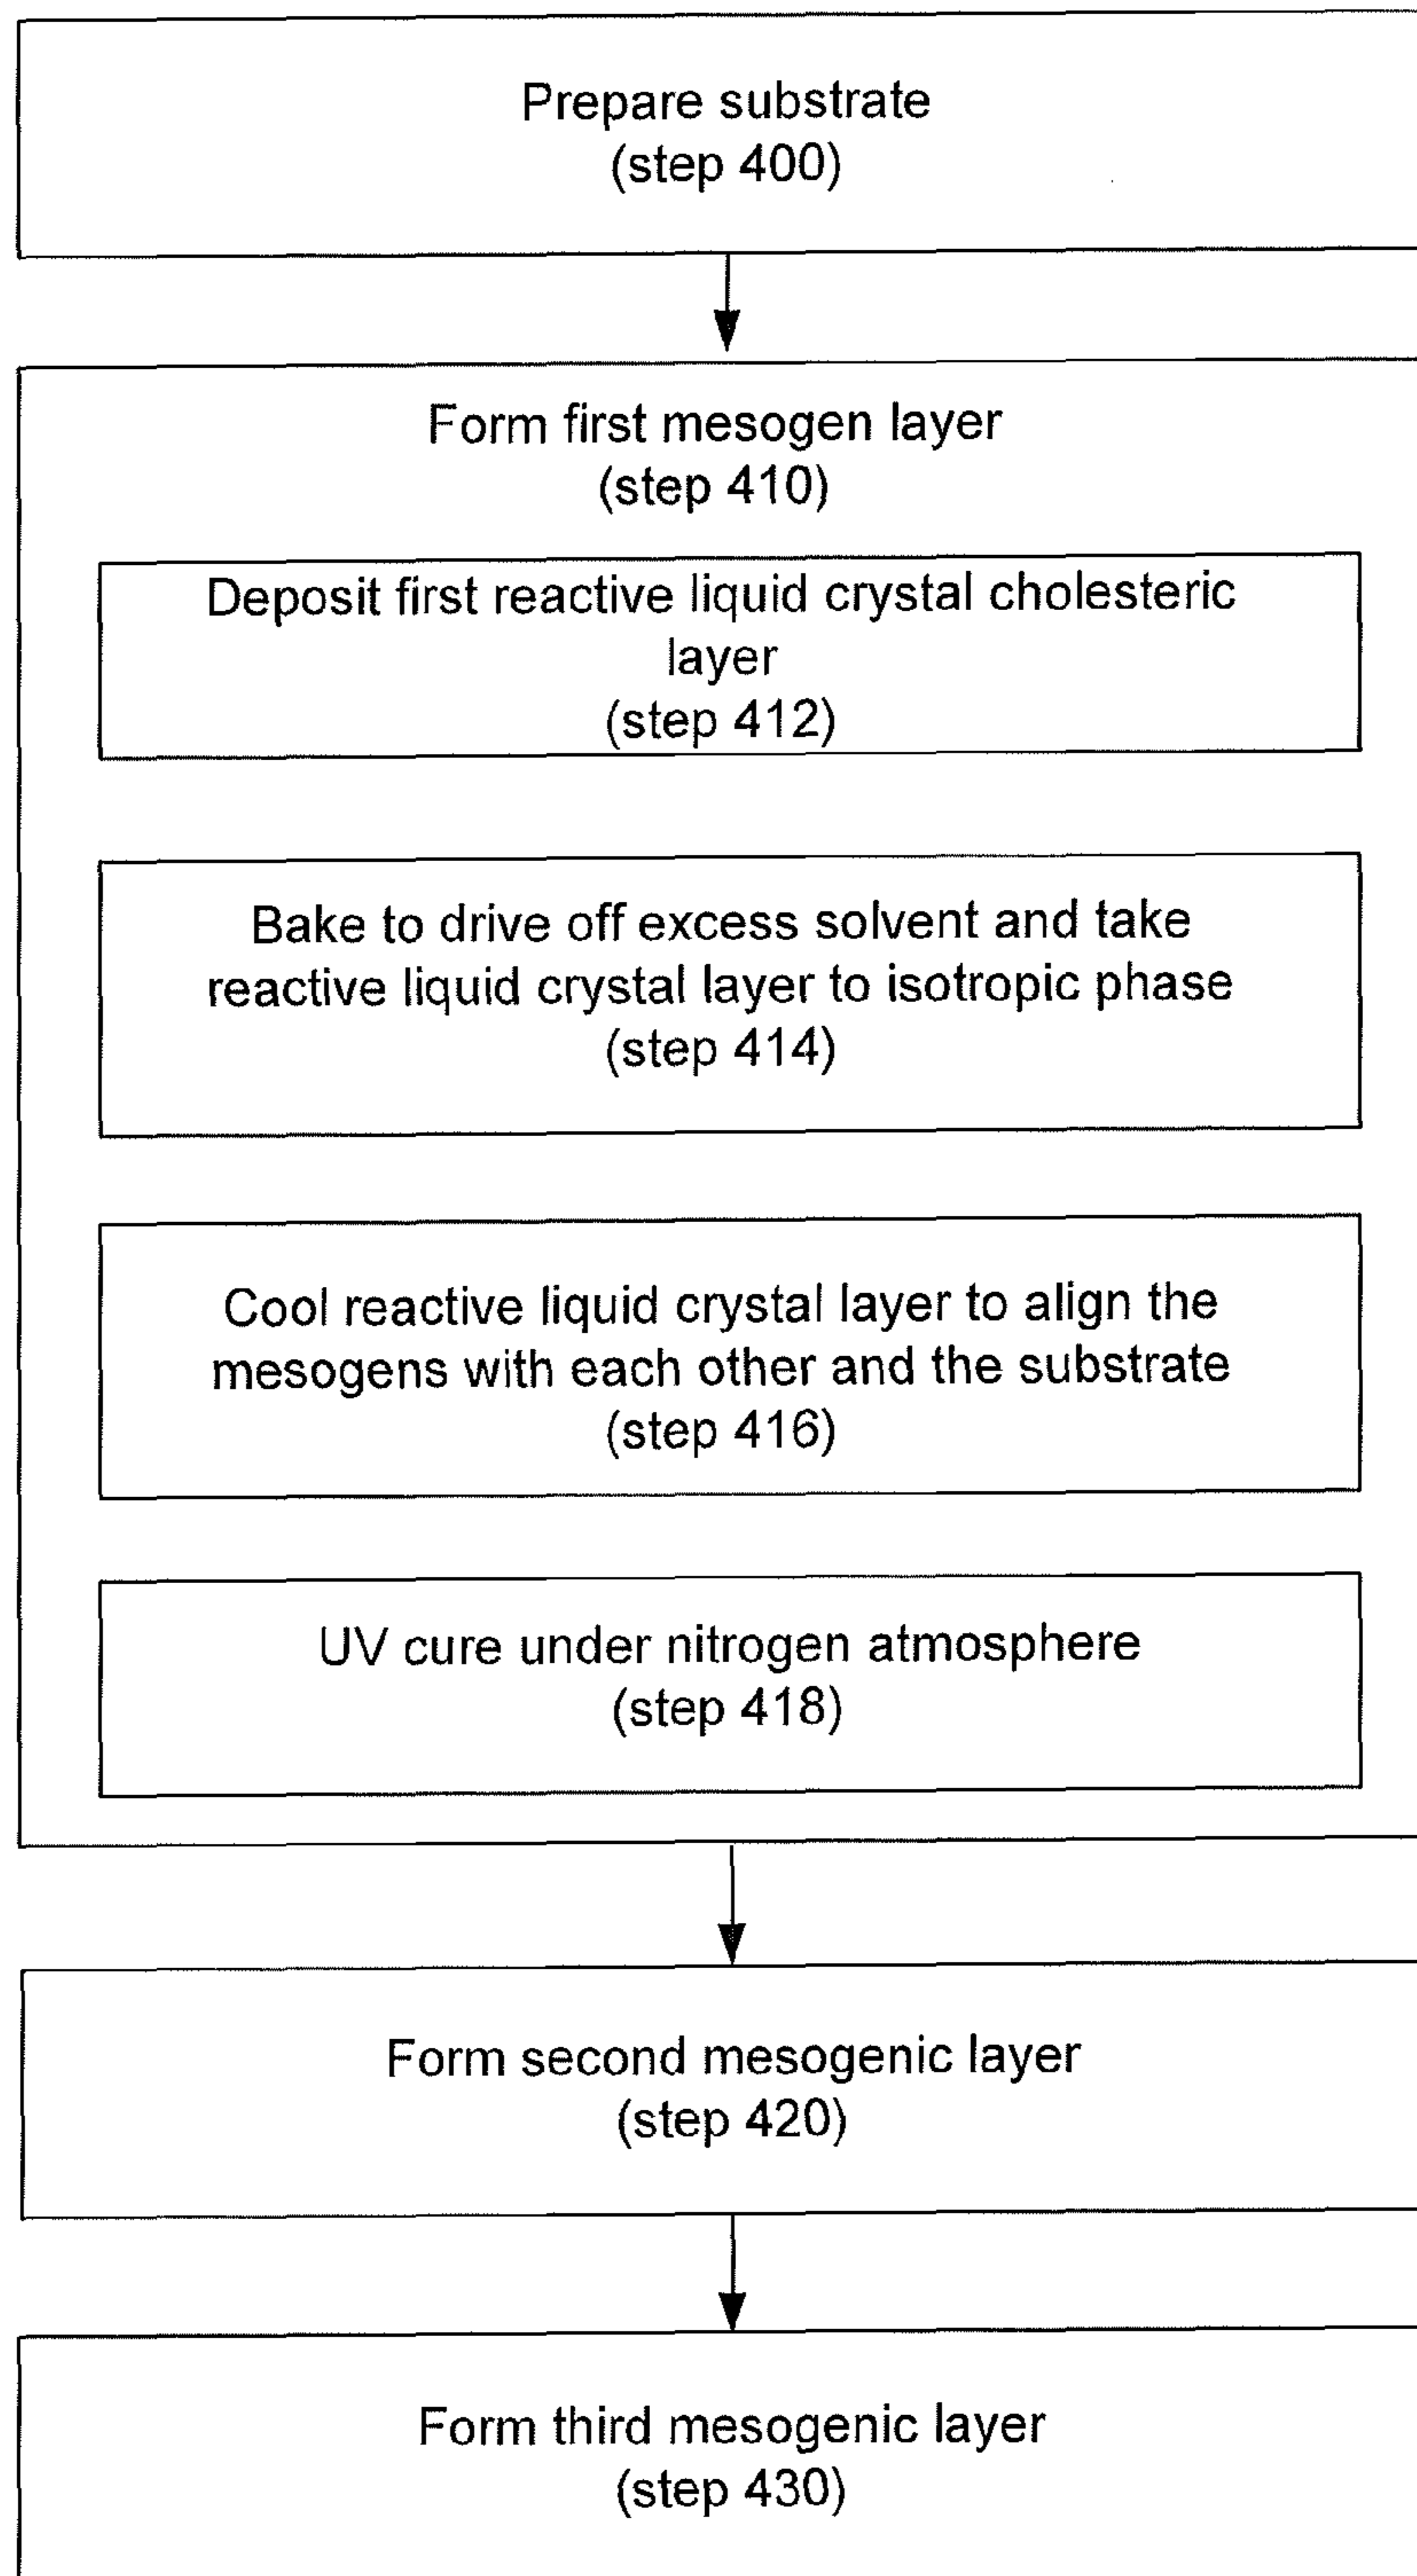 Prepare substrate
(step 400)
Form first mesogen layer
(step 410)
Deposit first reactive liquid crystal cholesteric
layer
(step 412)
Bake to drive off excess solvent and take
reactive liquid crystal layer to isotropic phase
(step 414)
Cool reactive liquid crystal layer to align the
mesogens with each other and the substrate
(step 416)
UV cure under nitrogen atmosphere
(step 418)
Form second mesogenic layer
(step 420)
Form third mesogenic layer
(step 430)